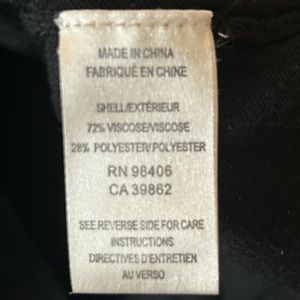 MADE IN CHINA
FABRIQUÉ EN CHINE
SHELL/EXTÉRIEUR
72% VISCOSE/VISCOSE
28% POLYESTER/POLYESTER
RN 98406
CA 39862
SEE REVERSE SIDE FOR CARE
INSTRUCTIONS
DIRECTIVES D'ENTRETIEN
AU VERSO